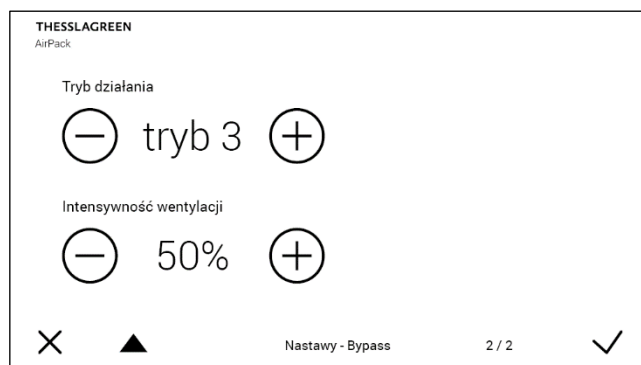 THESSLAGREEN
AirPack
Tryb działania
tryb 3
Intensywność wentylacji
50%
Nastawy - Bypass 2 / 2